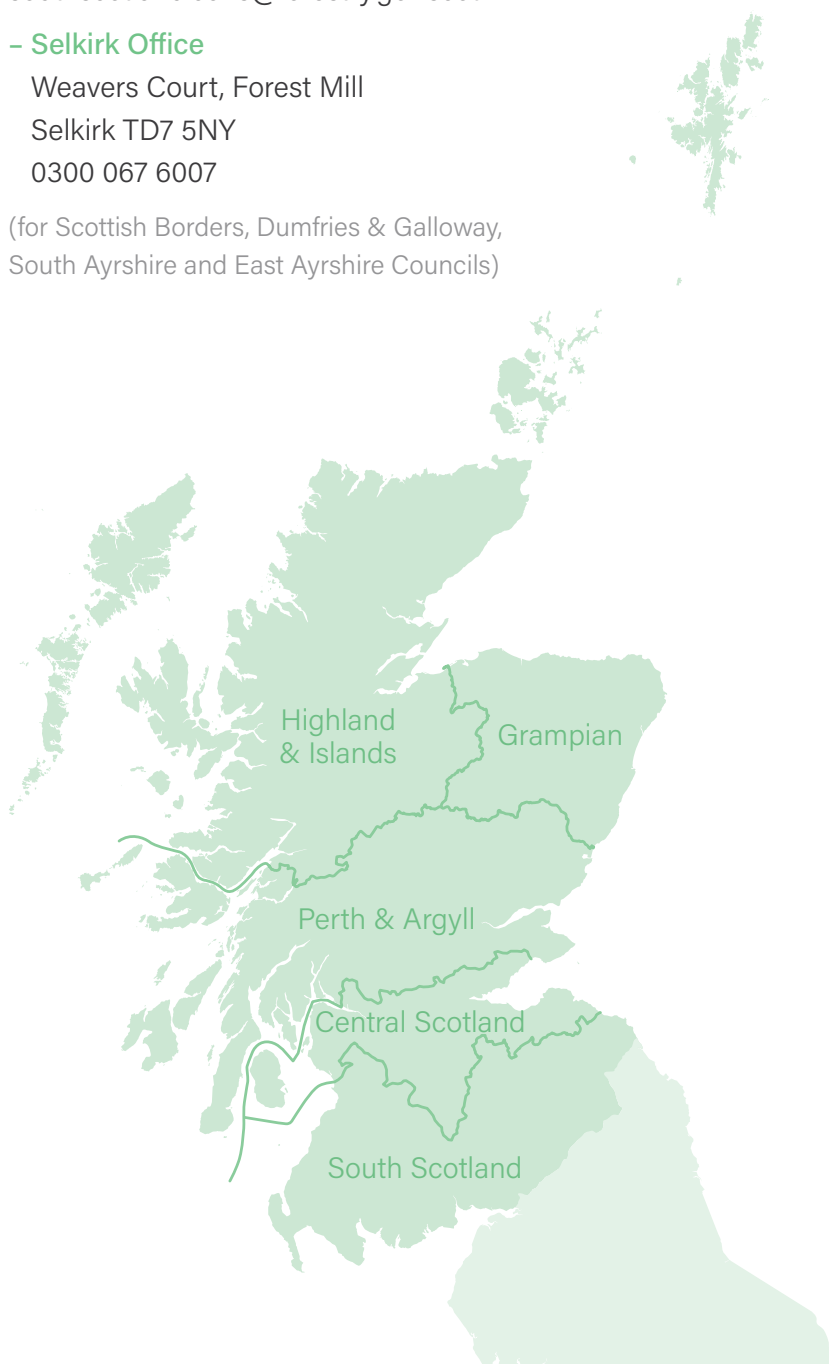 – Selkirk Office
Weavers Court, Forest Mill
Selkirk TD7 5NY
0300 067 6007
(for Scottish Borders, Dumfries & Galloway,
South Ayrshire and East Ayrshire Councils)
Highland
& Islands
Grampian
Perth & Argyll
Central Scotland
South Scotland